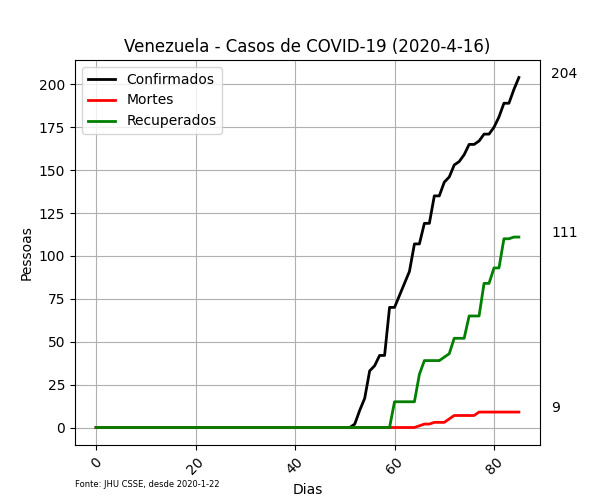 Venezuela - Casos de COVID-19 (2020-4-16)
Confirmados
Mortes
Recuperados
204
111
9
Pessoas
200
175
150
125
100
75
50
25
0
0
20
40
60
80
Dias
Fonte: JHU CSSE, desde 2020-1-22